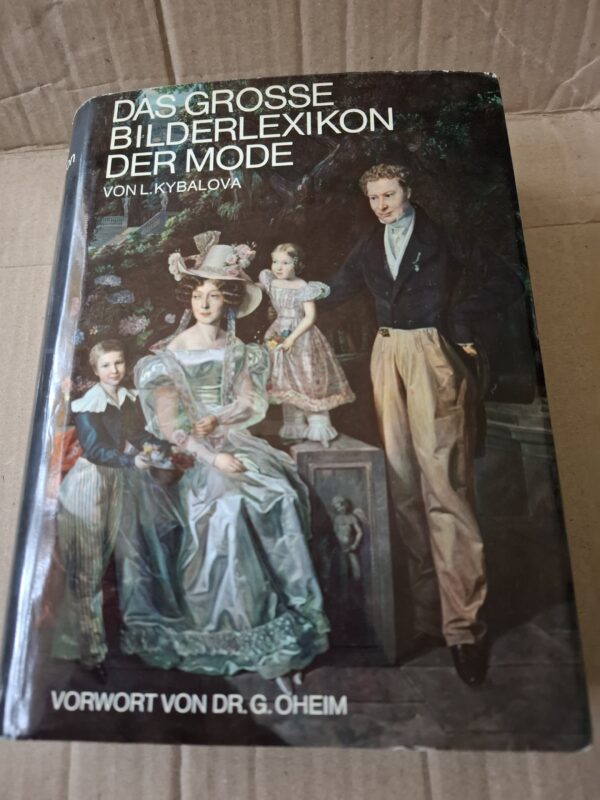 DAS GROSSE
BILDERLEXIKON
DER MODE
VON L. KYBALOVA
VORWORT VON DR. G. OHEIM